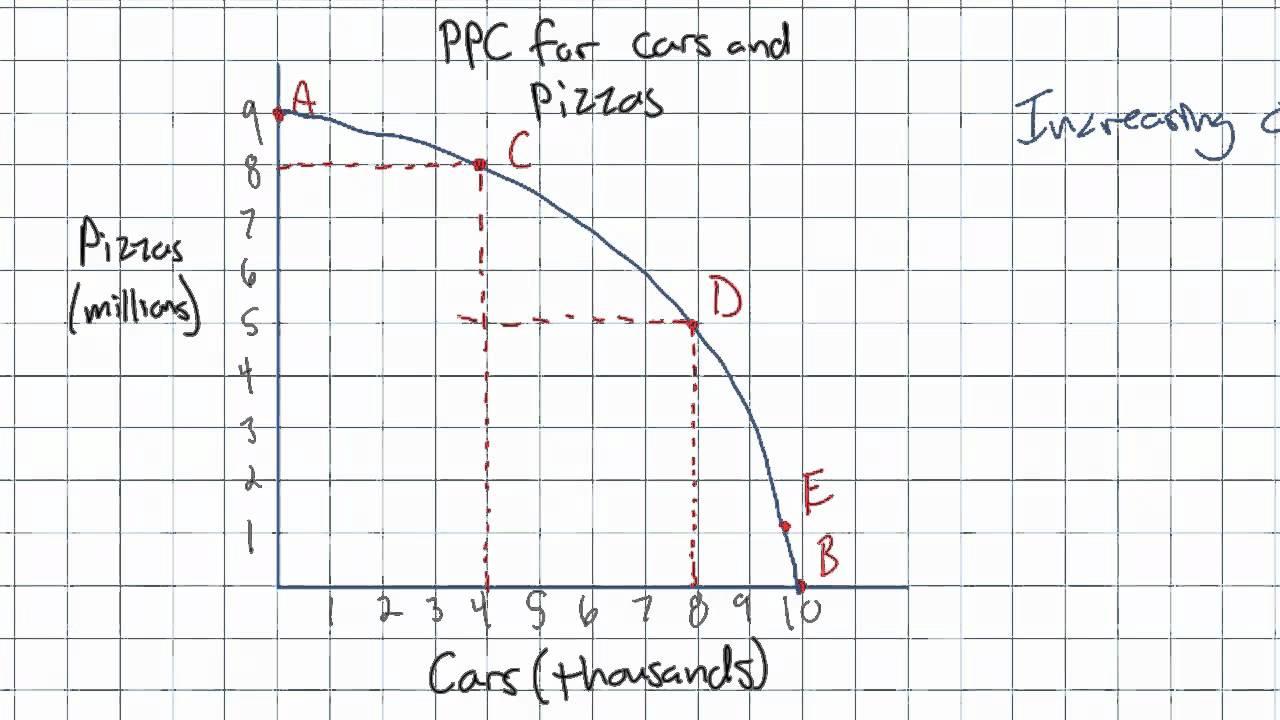 PPC for cars and
Pizzas
Increasing
A
9
C
8
7
Pizzas
(millions)
6
D
5
4
3
2
E
1
B
1 2 3 4 5 6 7 8 9 10
Cars (thousands)